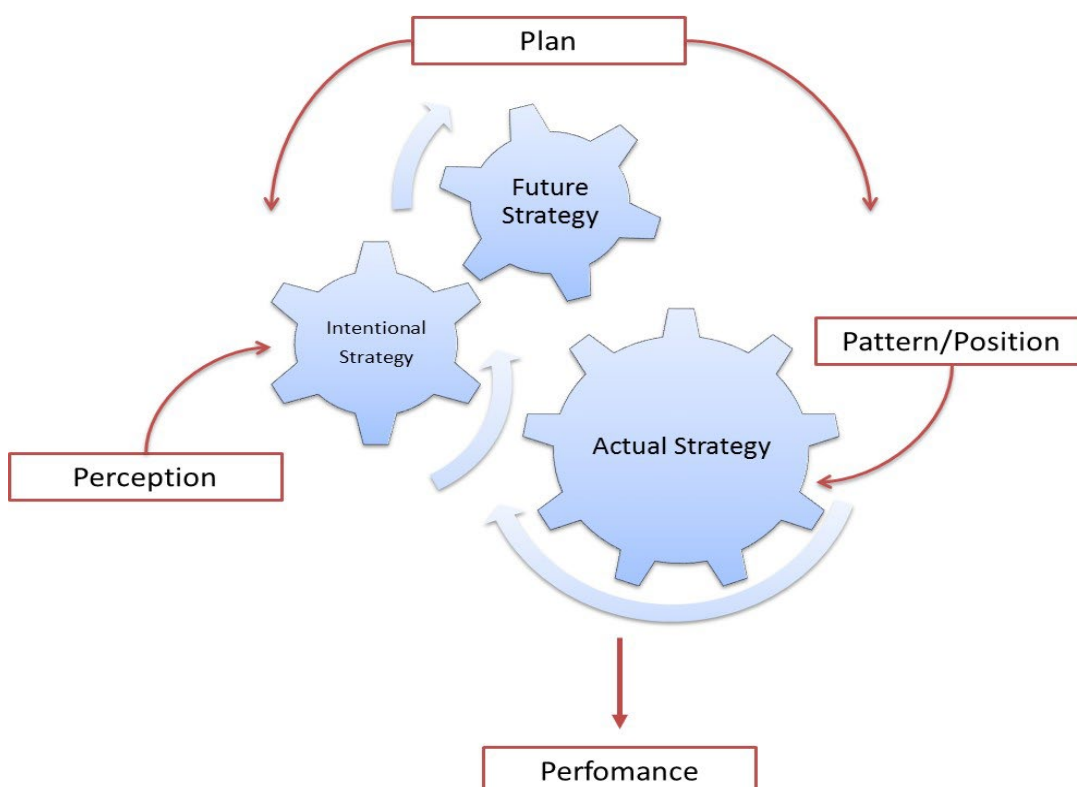 Plan
Future
Strategy
Intentional
Strategy
Pattern/Position
Actual Strategy
Perception
Perfomance